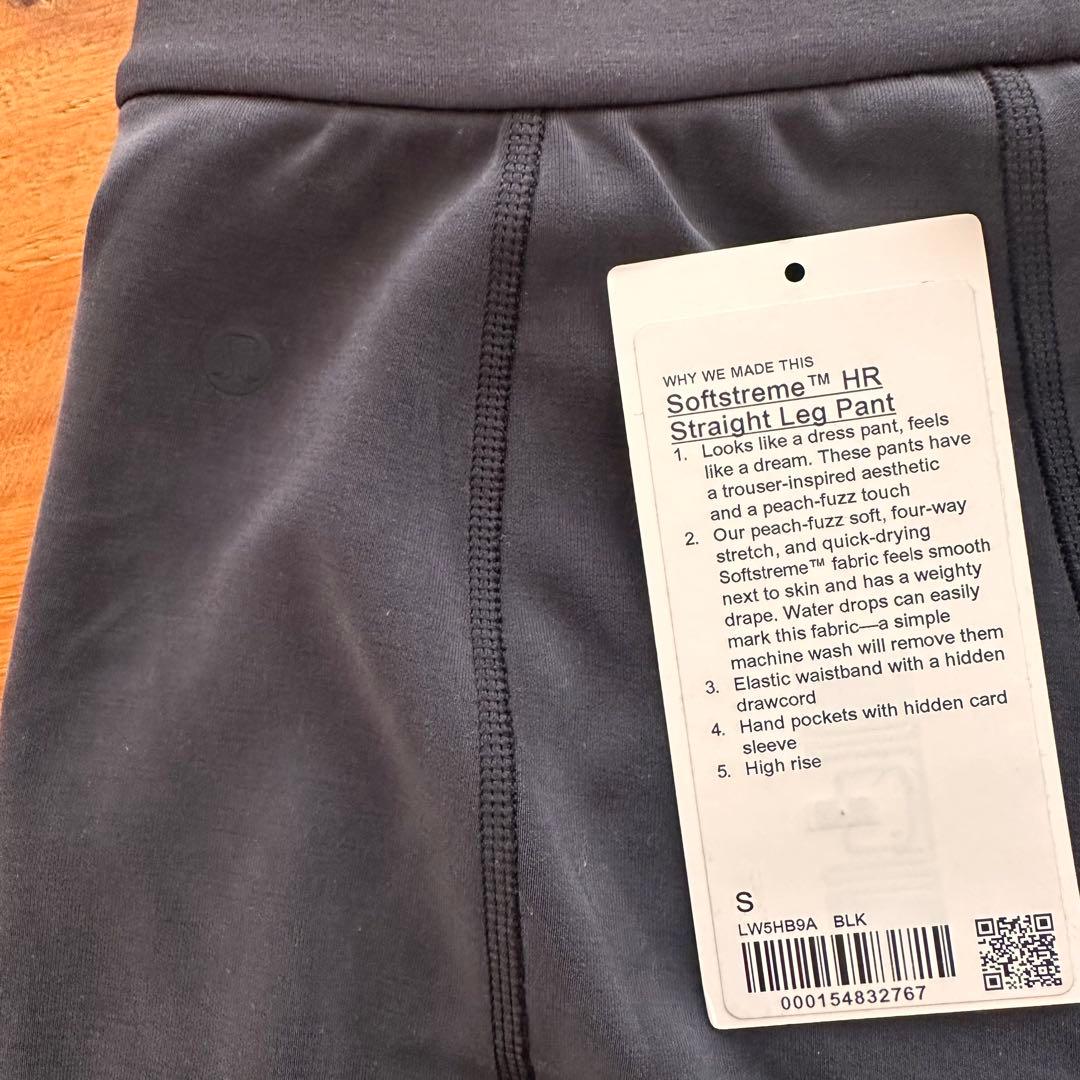 WHY WE MADE THIS
Softstreme™ HR
Straight Leg Pant
1. Looks like a dress pant, feels
like a dream. These pants have
a trouser-inspired aesthetic
and a peach-fuzz touch
2. Our peach-fuzz soft, four-way
stretch, and quick-drying
Softstreme™ fabric feels smooth
next to skin and has a weighty
drape. Water drops can easily
mark this fabric—a simple
machine wash will remove them
3. Elastic waistband with a hidden
drawcord
4. Hand pockets with hidden card
sleeve
5. High rise
S
LW5HB9A BLK
000154832767